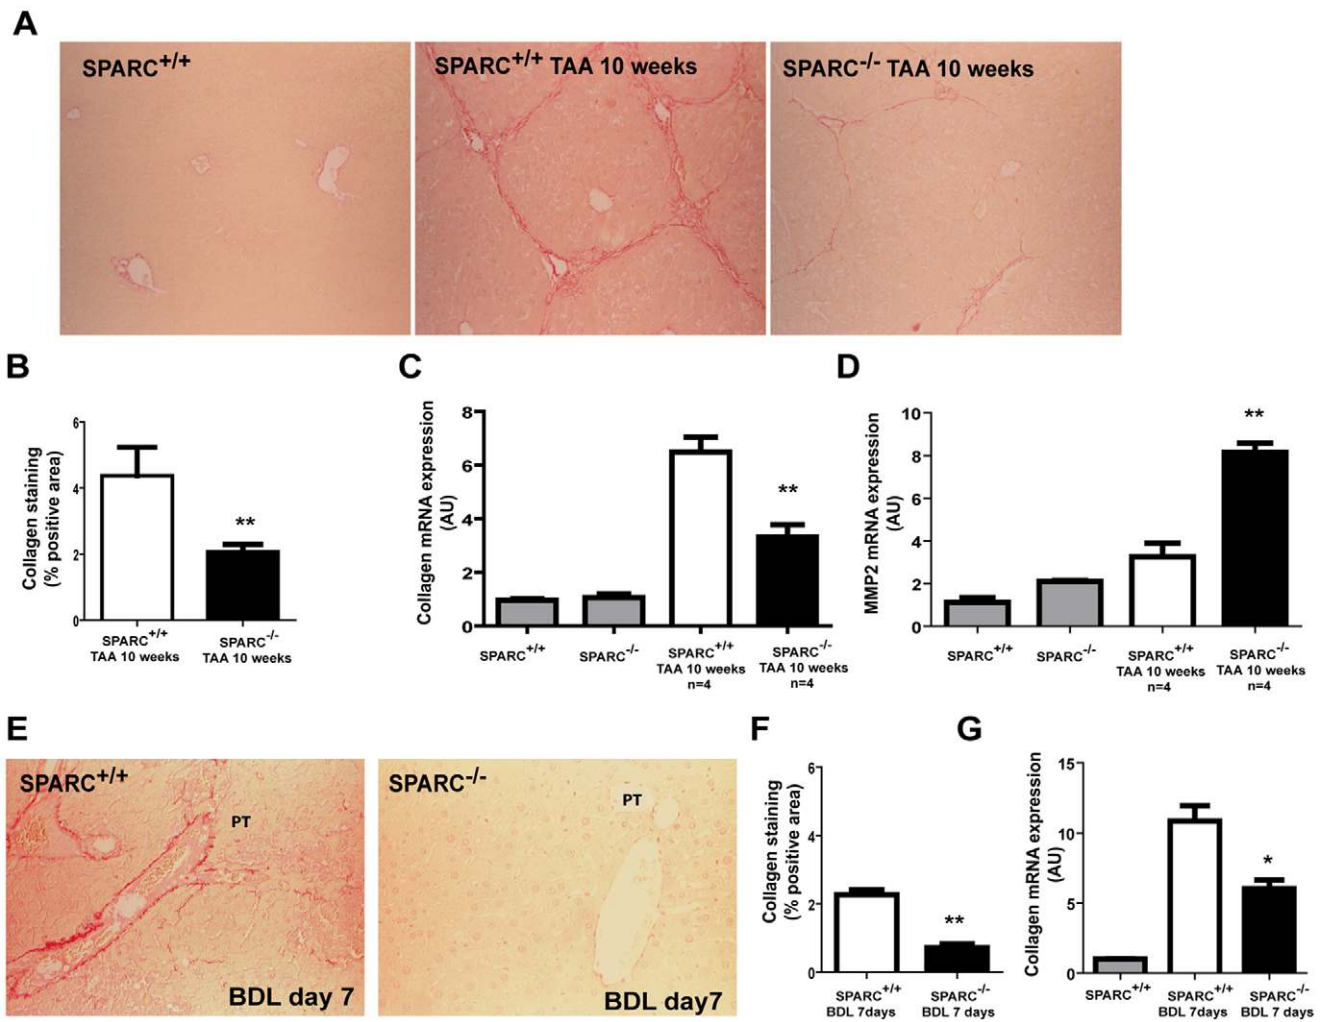 A
SPARC+/+
SPARC+/+ TAA 10 weeks
SPARC-/- TAA 10 weeks
B
Collagen staining
(% positive area)
6
4
2
0
**
SPARC+/+
TAA 10 weeks
SPARC-/-
TAA 10 weeks
C
Collagen mRNA expression
(AU)
8
6
4
2
0
**
SPARC+/+
SPARC-/-
SPARC+/+
TAA 10 weeks
n=4
SPARC-/-
TAA 10 weeks
n=4
D
MMP2 mRNA expression
(AU)
10
8
6
4
2
0
**
SPARC+/+
SPARC-/-
SPARC+/+
TAA 10 weeks
n=4
SPARC-/-
TAA 10 weeks
n=4
E
SPARC+/+
PT
BDL day 7
SPARC-/-
PT
BDL day7
F
Collagen staining
(% positive area)
6
4
2
0
**
SPARC+/+
BDL 7days
SPARC-/-
BDL 7 days
G
Collagen mRNA expression
(AU)
15
10
5
0
*
SPARC+/+
SPARC+/+
BDL 7days
SPARC-/-
BDL 7 days